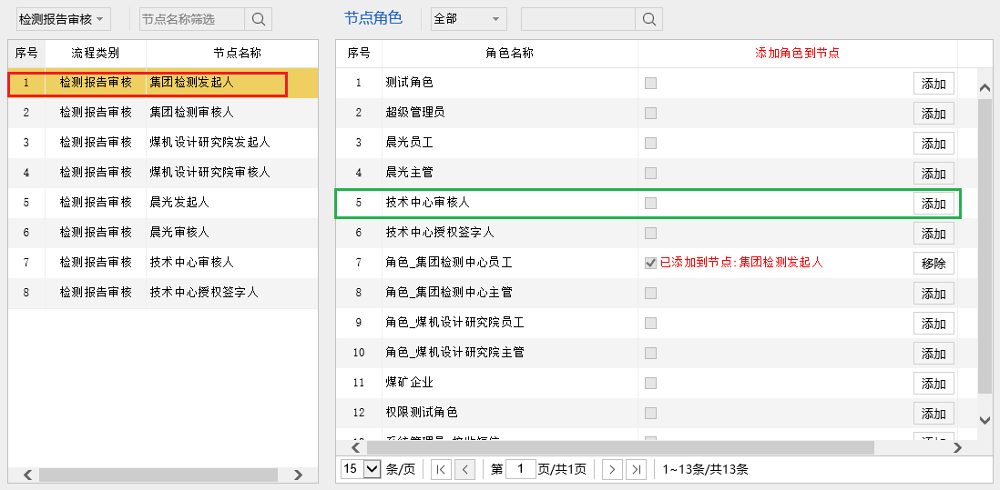 检测报告审核
节点名称筛选
节点角色
全部
序号 流程类别 节点名称
1 检测报告审核 集团检测发起人
2 检测报告审核 集团检测审核人
3 检测报告审核 煤机设计研究院发起人
4 检测报告审核 煤机设计研究院审核人
5 检测报告审核 晨光发起人
6 检测报告审核 晨光审核人
7 检测报告审核 技术中心审核人
8 检测报告审核 技术中心授权签字人
序号 角色名称 添加角色到节点
1 测试角色 添加
2 超级管理员 添加
3 晨光员工 添加
4 晨光主管 添加
5 技术中心审核人 添加
6 技术中心授权签字人 添加
7 角色_集团检测中心员工 已添加到节点:集团检测发起人 移除
8 角色_集团检测中心主管 添加
9 角色_煤机设计研究院员工 添加
10 角色_煤机设计研究院主管 添加
11 煤矿企业 添加
12 权限测试角色 添加
15 条/页 第 1 页/共1页 1~13条/共13条